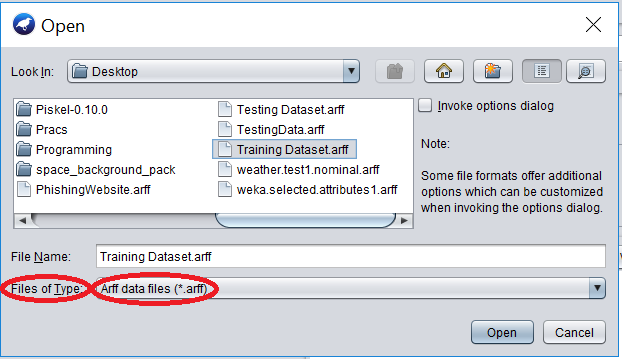 Open
Look In: Desktop
Piskel-0.10.0
Pracs
Programming
space_background_pack
PhishingWebsite.arff
Testing Dataset.arff
TestingData.arff
Training Dataset.arff
weather.test1.nominal.arff
weka.selected.attributes1.arff
Invoke options dialog
Note:
Some file formats offer additional
options which can be customized
when invoking the options dialog.
File Name: Training Dataset.arff
Files of Type: Arff data files (*.arff)
Open Cancel